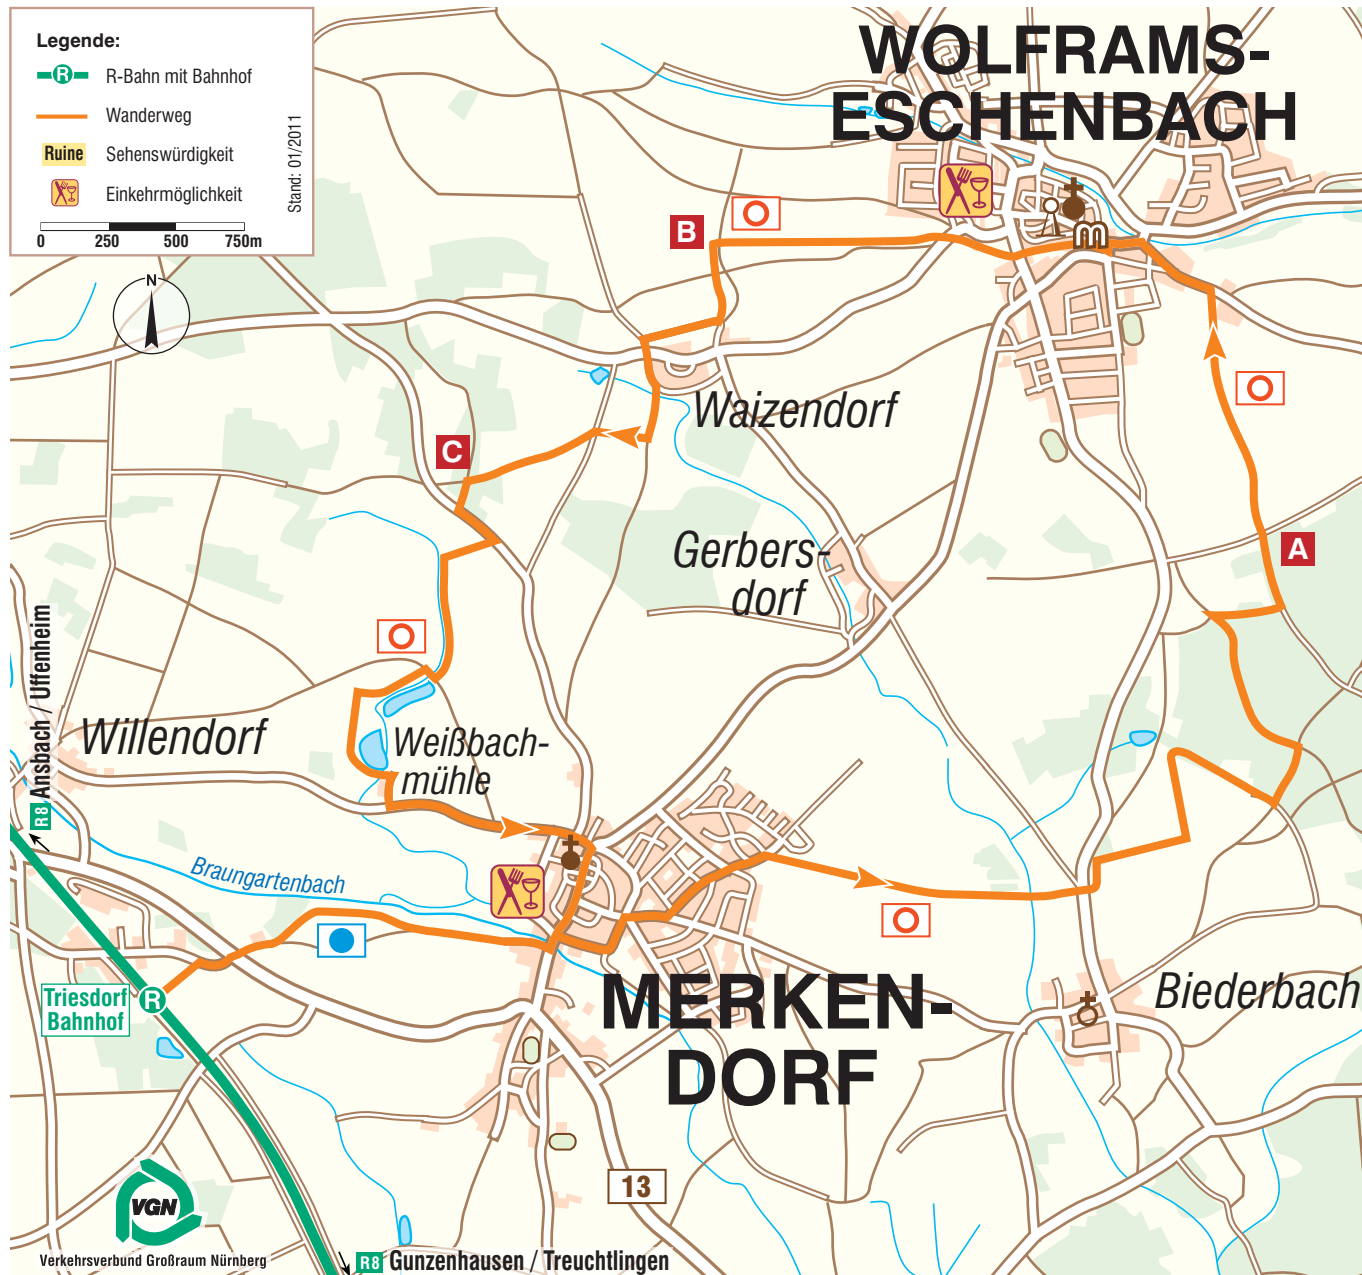 Legende:
R R-Bahn mit Bahnhof
Wanderweg
Ruine Sehenswürdigkeit
Einkehrmöglichkeit
0 250 500 750m
Stand: 01/2011
N
WOLFRAMS-
ESCHENBACH
B
m
Waizendorf
C
Gerbers-
dorf
A
R8 Ansbach / Uffenheim
Willendorf
Weißbach-
mühle
Braungartenbach
Triesdorf
Bahnhof
R
MERKEN-
DORF
Biederbach
13
VGN
Verkehrsverbund Großraum Nürnberg
R8 Gunzenhausen / Treuchtlingen